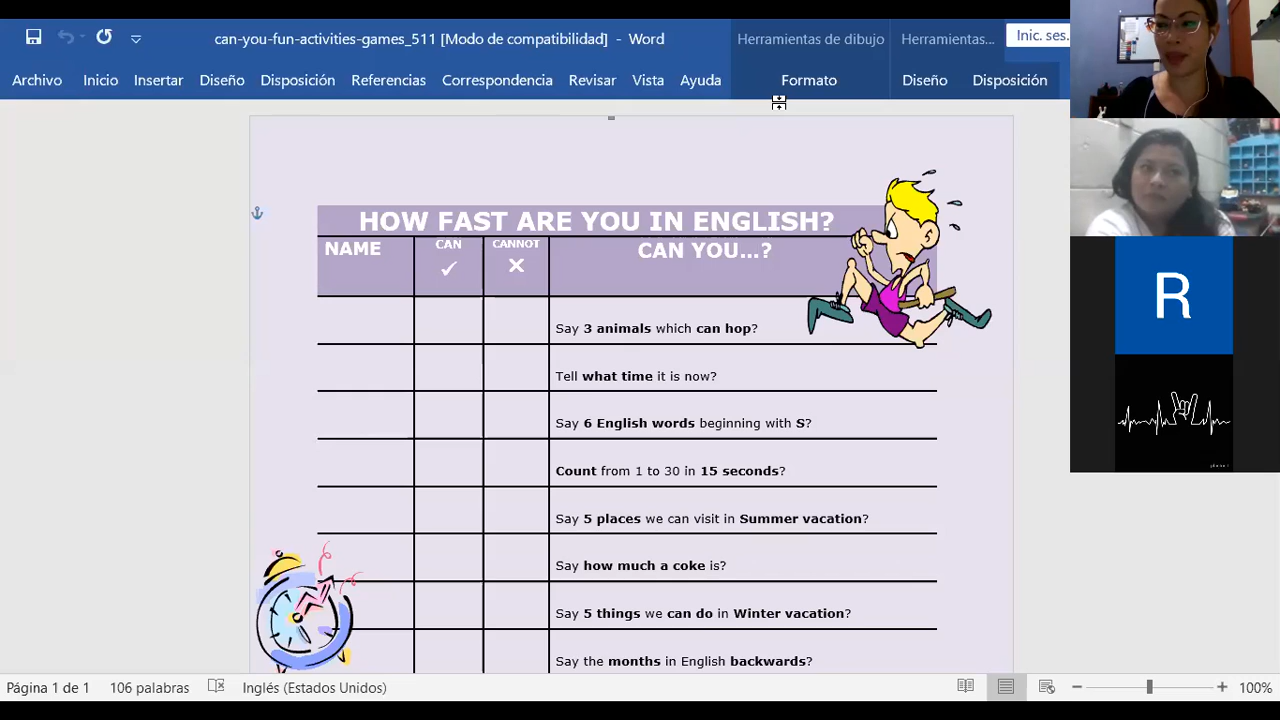 can-you-fun-activities-games_511 [Modo de compatibilidad] - Word
Herramientas de dibujo
Herramientas...
Inic. ses.
Archivo Inicio Insertar Diseño Disposición Referencias Correspondencia Revisar Vista Ayuda Formato Diseño Disposición
HOW FAST ARE YOU IN ENGLISH?
NAME CAN CANNOT CAN YOU...?
✓ ✕
Say 3 animals which can hop?
Tell what time it is now?
Say 6 English words beginning with S?
Count from 1 to 30 in 15 seconds?
Say 5 places we can visit in Summer vacation?
Say how much a coke is?
Say 5 things we can do in Winter vacation?
Say the months in English backwards?
R
Página 1 de 1 106 palabras Inglés (Estados Unidos) 100%